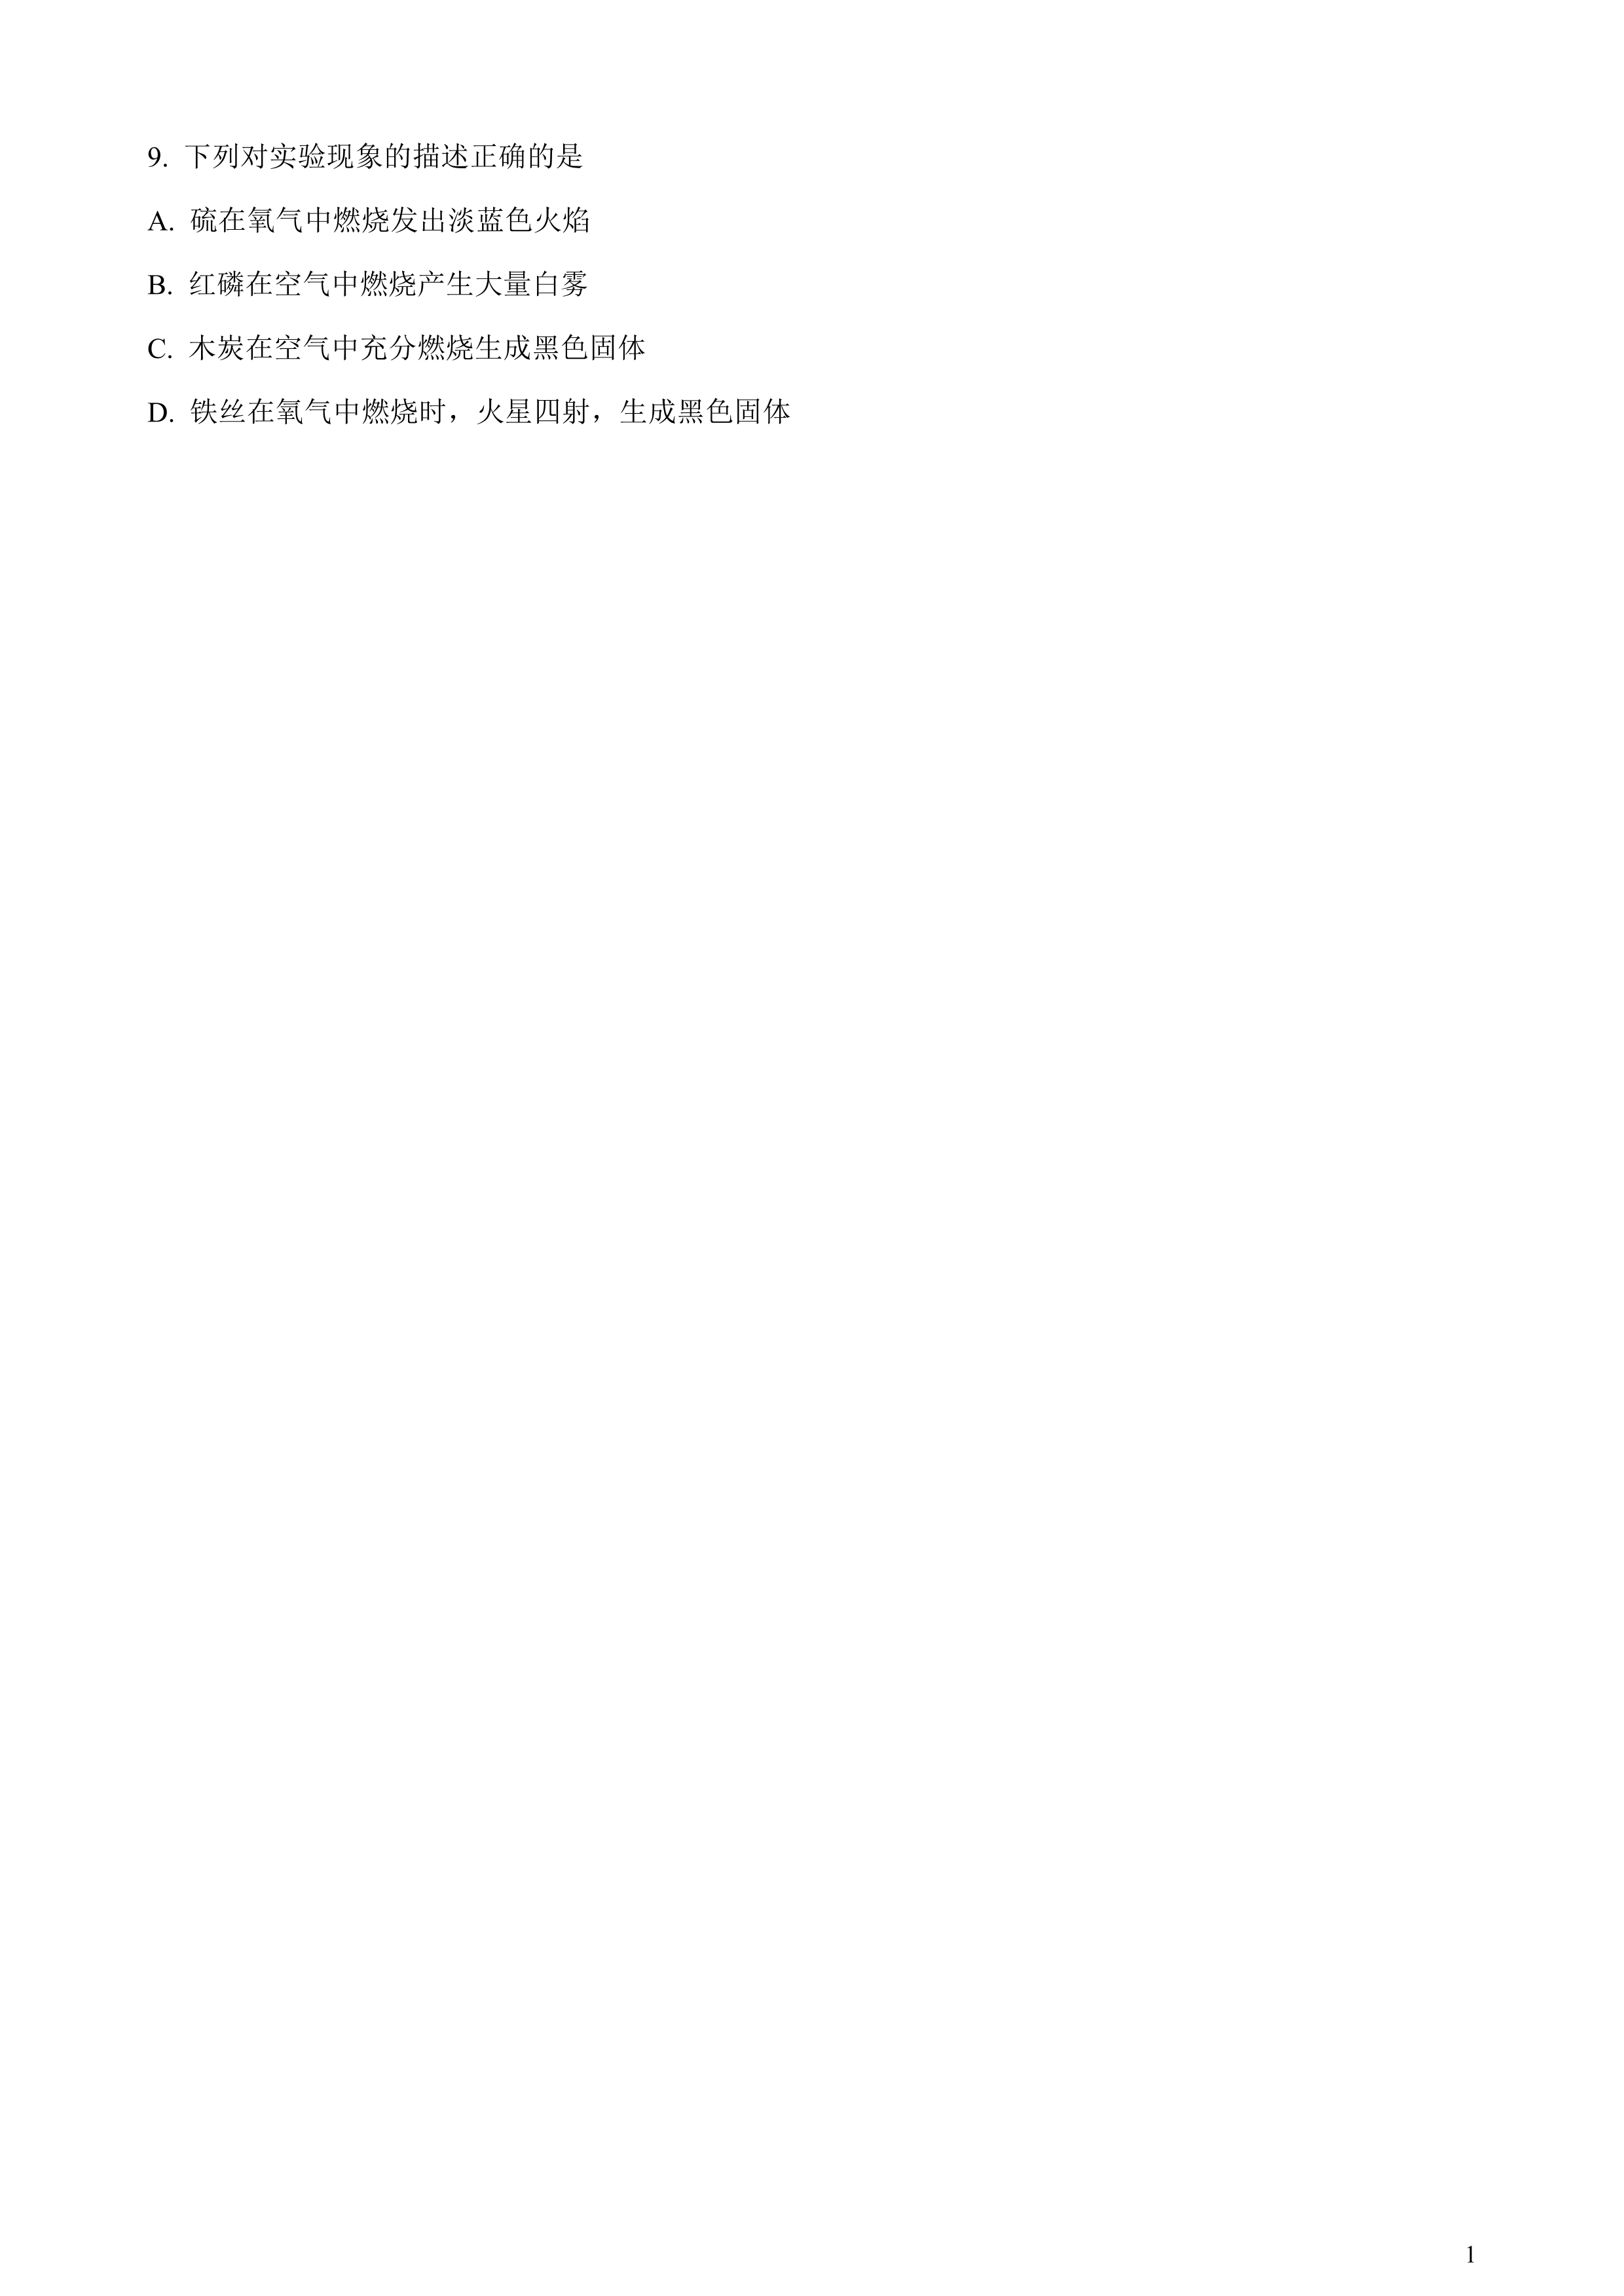 9. 下列对实验现象的描述正确的是
A. 硫在氧气中燃烧发出淡蓝色火焰
B. 红磷在空气中燃烧产生大量白雾
C. 木炭在空气中充分燃烧生成黑色固体
D. 铁丝在氧气中燃烧时，火星四射，生成黑色固体
1